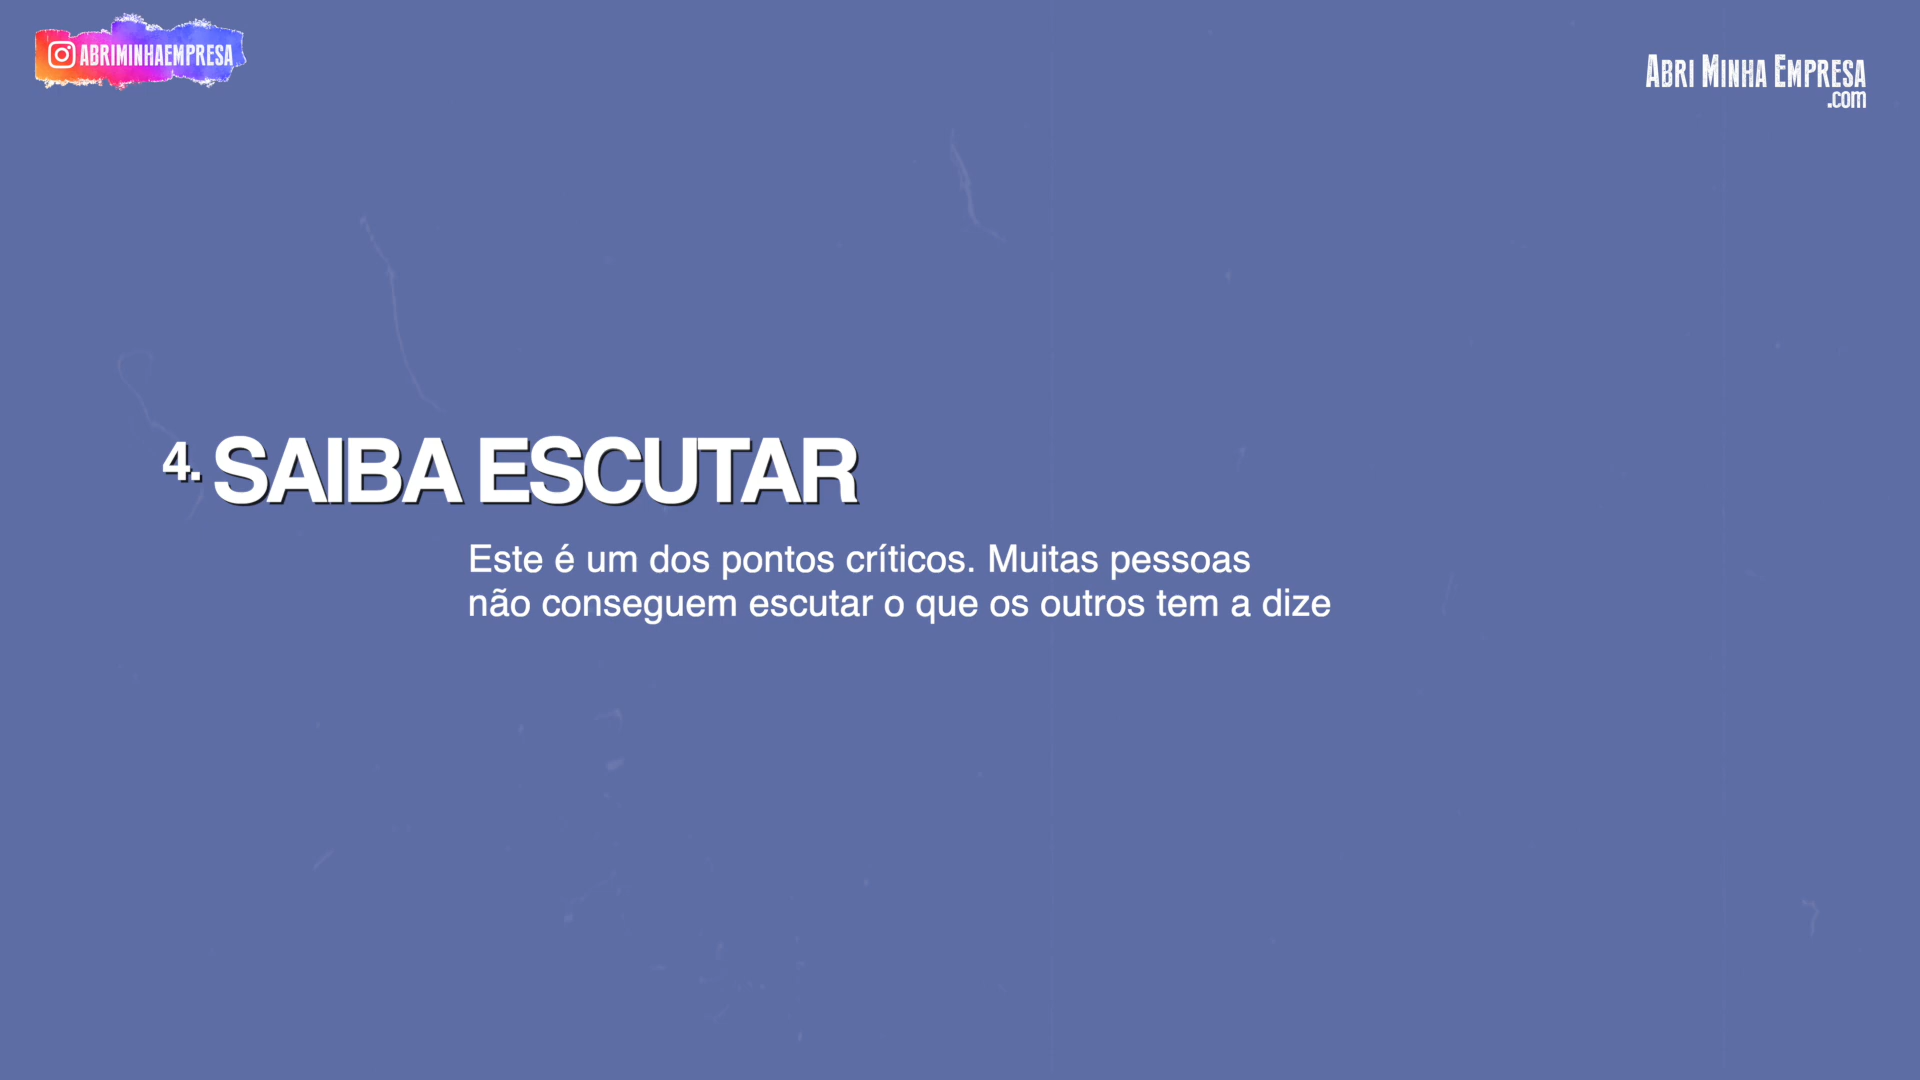 ABRIMINHAEMPRESA
ABRI MINHA EMPRESA
.com
4. SAIBA ESCUTAR
Este é um dos pontos críticos. Muitas pessoas
não conseguem escutar o que os outros tem a dize